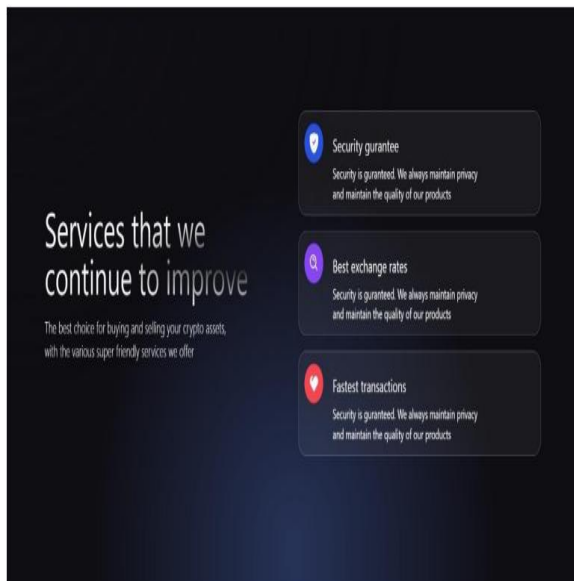 Services that we
continue to improve
The best choice for buying and selling your crypto assets,
with the various super friendly services we offer
Security gurantee
Security is guranteed. We always maintain privacy
and maintain the quality of our products
Best exchange rates
Security is guranteed. We always maintain privacy
and maintain the quality of our products
Fastest transactions
Security is guranteed. We always maintain privacy
and maintain the quality of our products